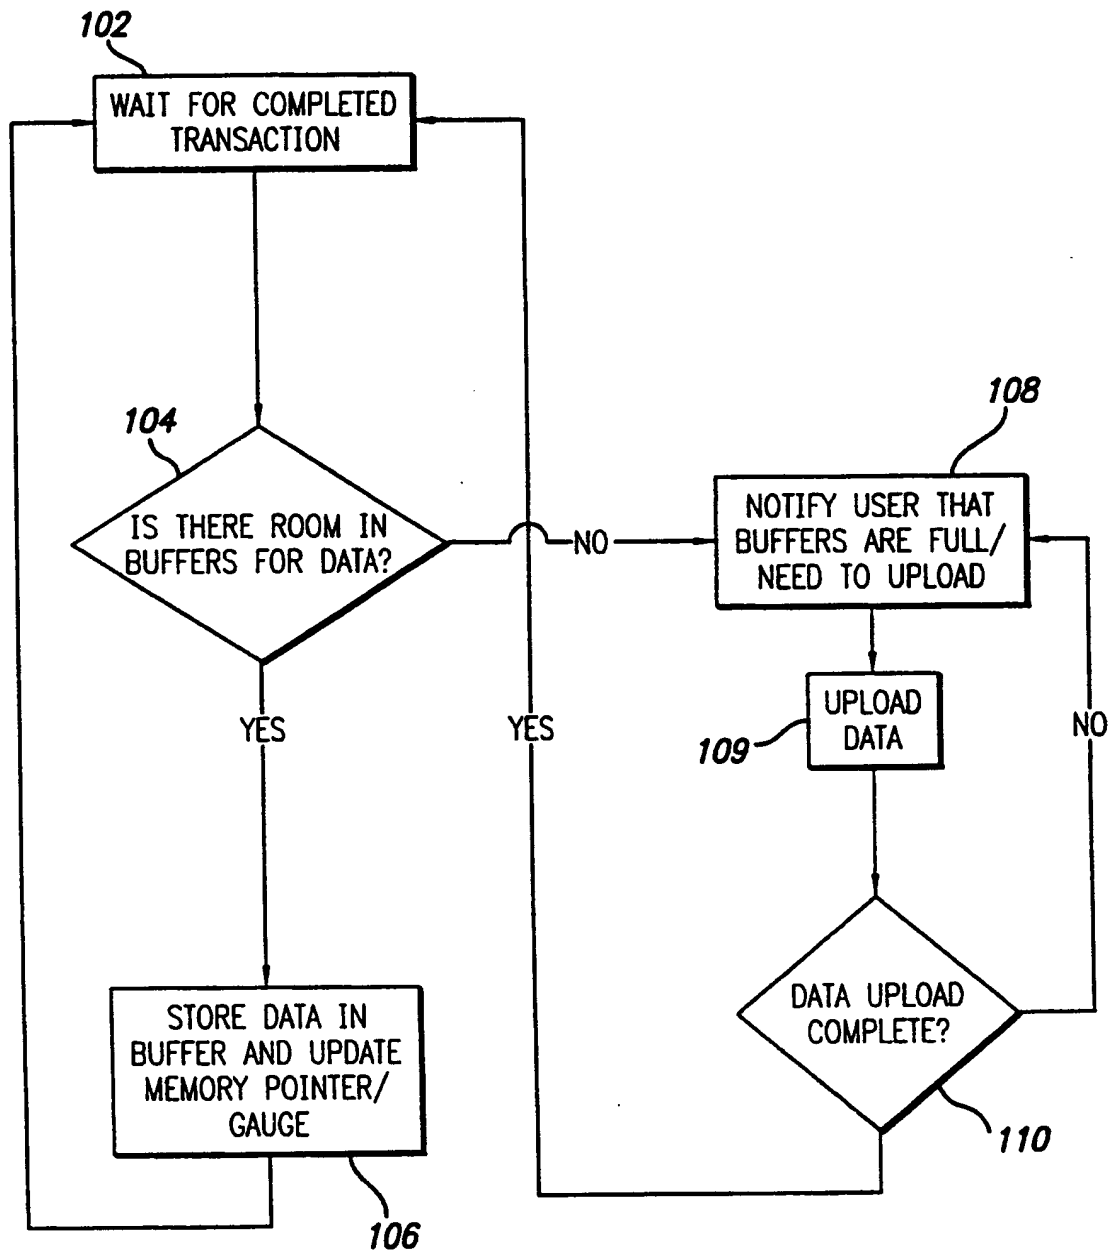 102
WAIT FOR COMPLETED
TRANSACTION
104
IS THERE ROOM IN
BUFFERS FOR DATA?
NO
108
NOTIFY USER THAT
BUFFERS ARE FULL/
NEED TO UPLOAD
YES
YES
109
UPLOAD
DATA
NO
STORE DATA IN
BUFFER AND UPDATE
MEMORY POINTER/
GAUGE
106
DATA UPLOAD
COMPLETE?
110